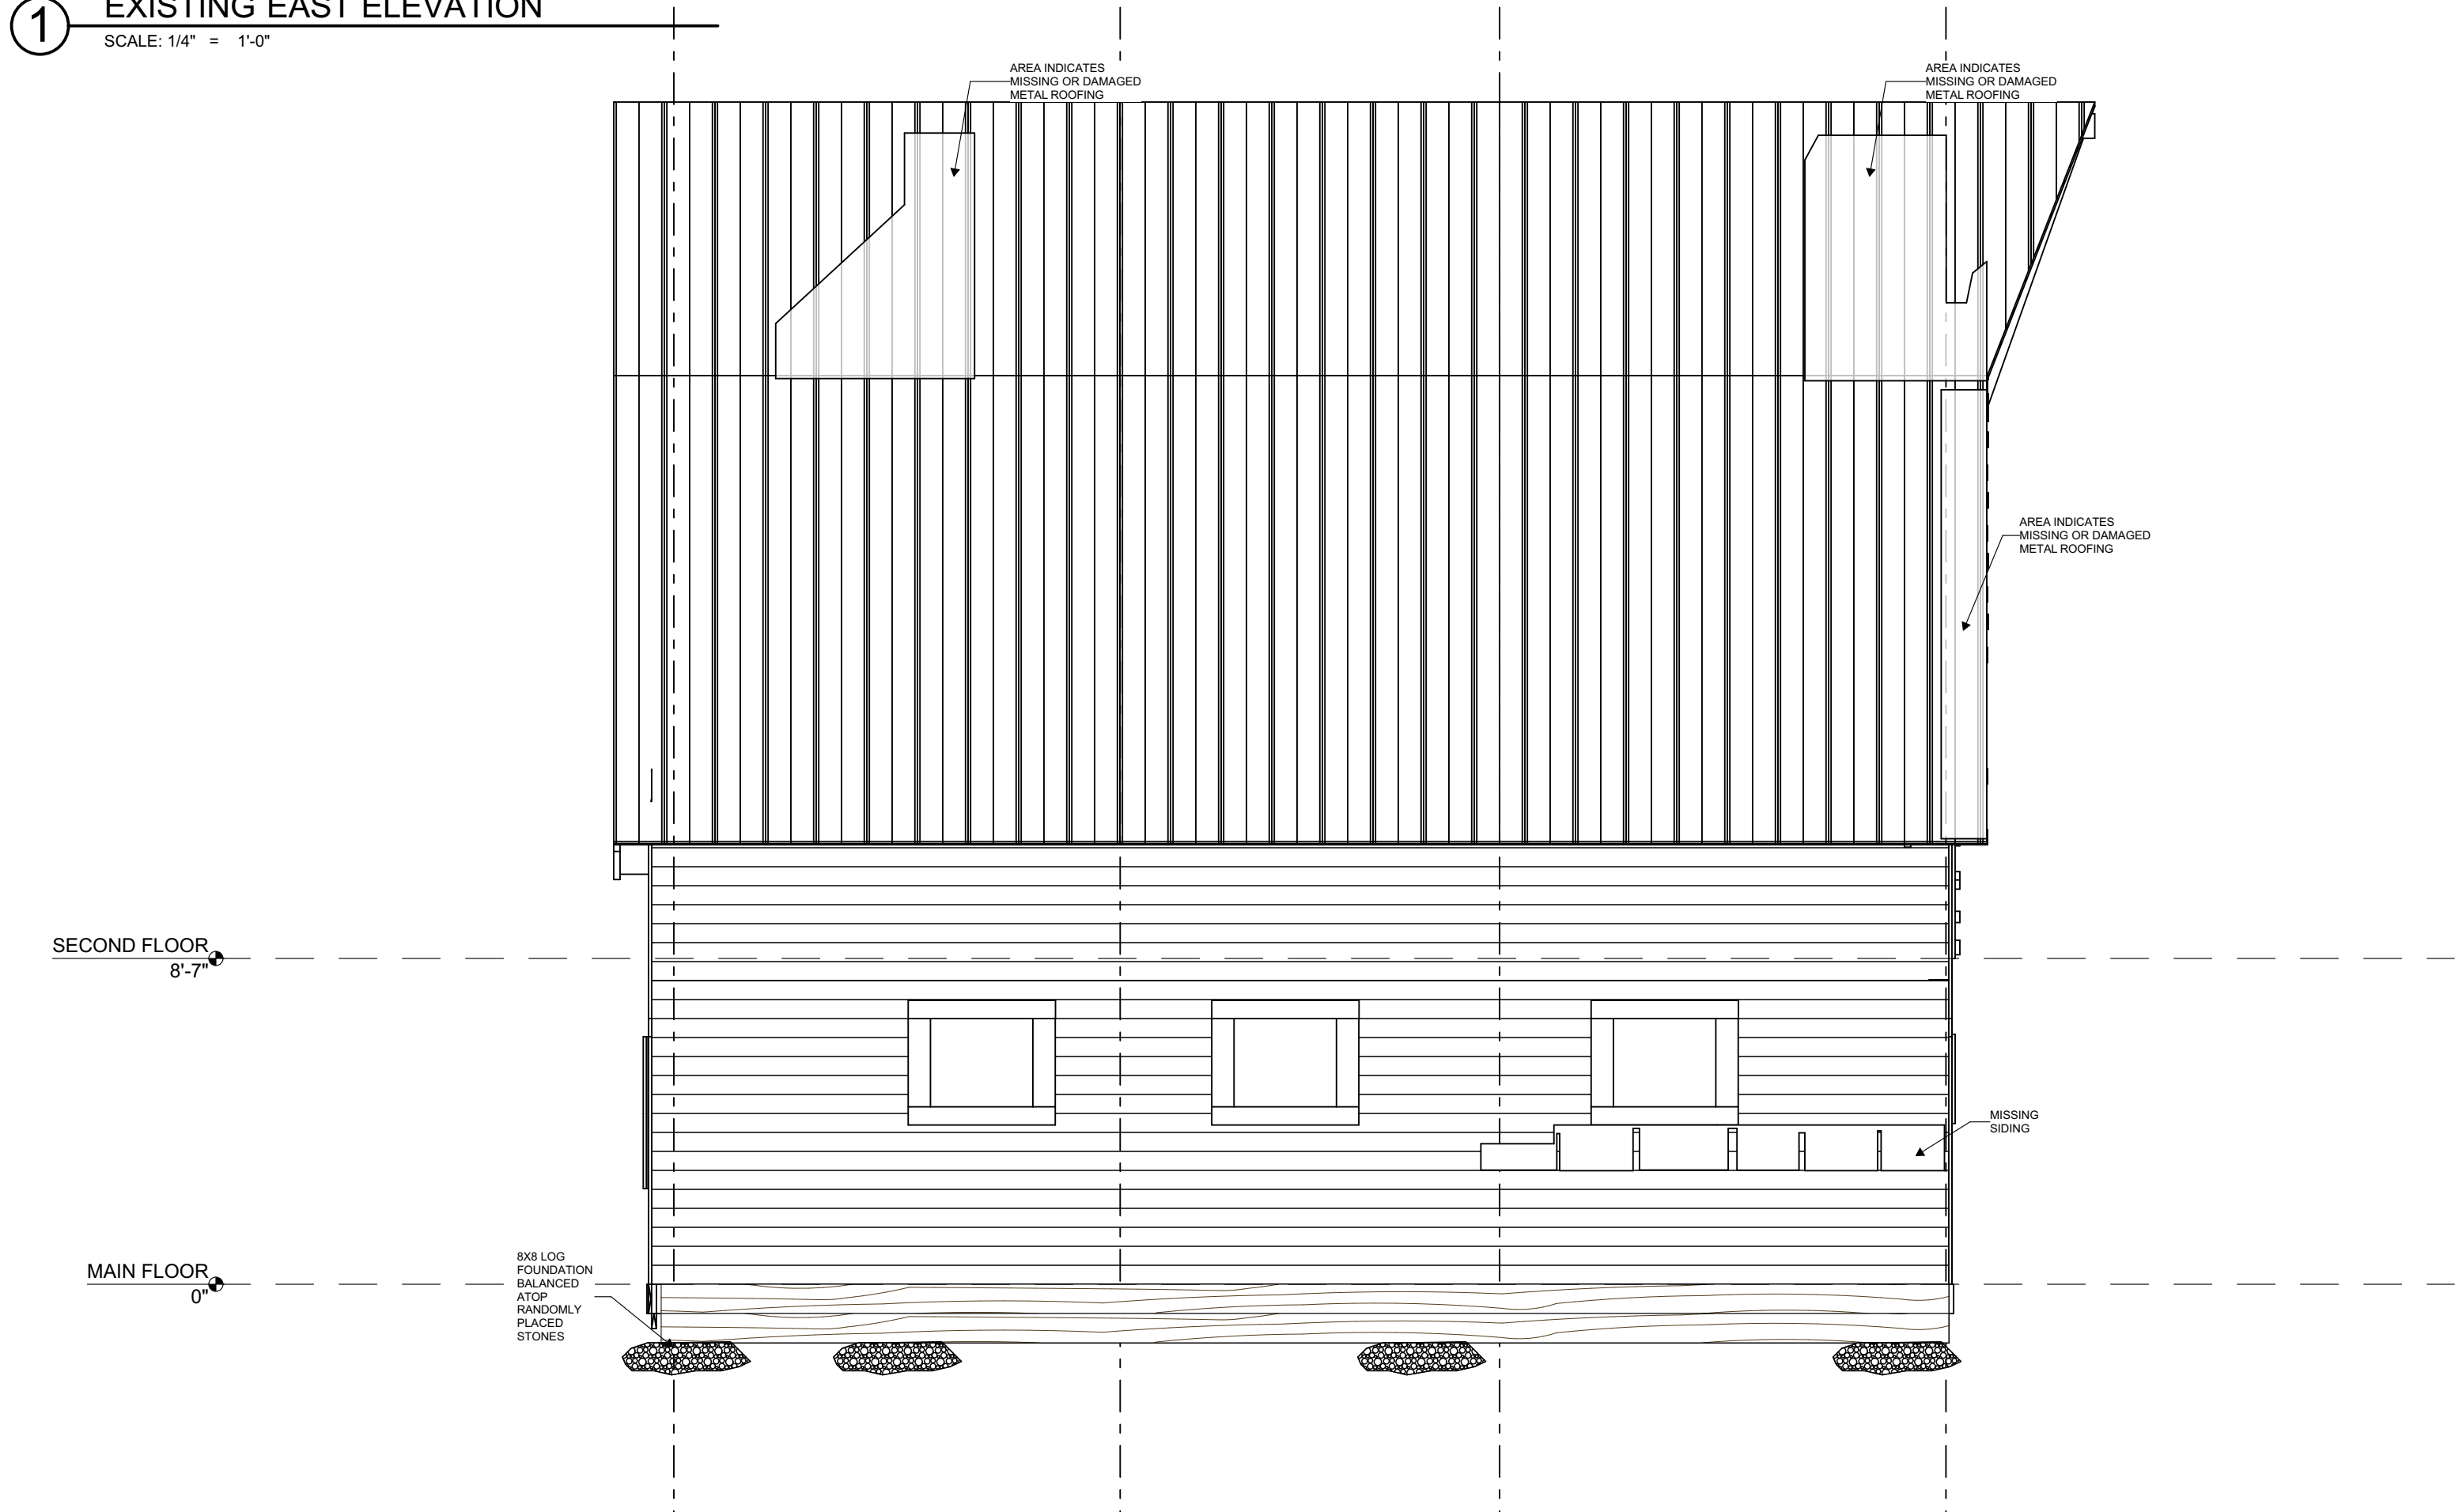 1
EXISTING EAST ELEVATION
SCALE: 1/4" = 1'-0"
AREA INDICATES
MISSING OR DAMAGED
METAL ROOFING
AREA INDICATES
MISSING OR DAMAGED
METAL ROOFING
AREA INDICATES
MISSING OR DAMAGED
METAL ROOFING
SECOND FLOOR
8'-7"
MISSING
SIDING
MAIN FLOOR
0"
8X8 LOG
FOUNDATION
BALANCED
ATOP
RANDOMLY
PLACED
STONES